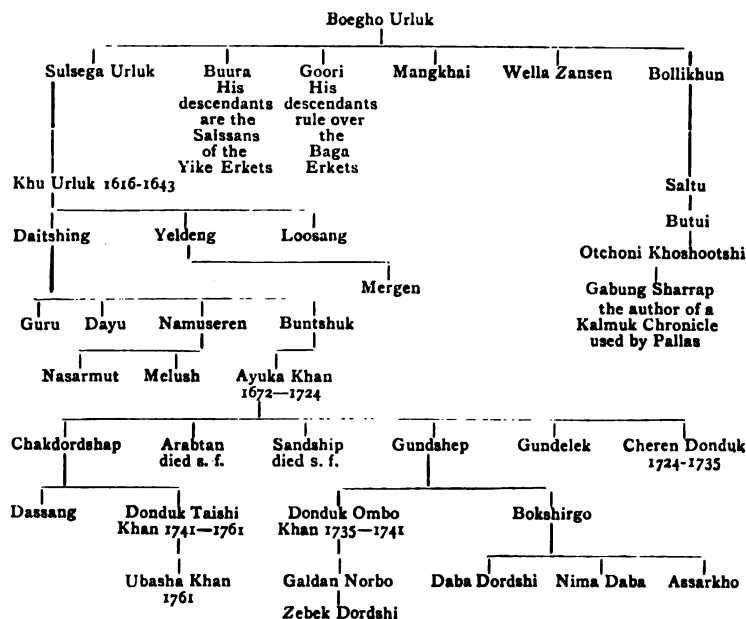 Boegho Urluk
Sulsega Urluk Buura Goori Mangkhai Wella Zansen Bollikhun
His His
descendants descendants
are the rule over
Saissans the
of the Baga
Yike Erkets Erkets
Khu Urluk 1616-1643 Saltu
Butui
Daitshing Yeldeng Loosang
Otchoni Khoshootshi
Mergen Gabung Sharrap
the author of a
Kalmuk Chronicle
used by Pallas
Guru Dayu Namuseren Buntshuk
Nasarmut Melush Ayuka Khan
1672—1724
Chakdordshap Arabtan Sandship Gundshep Gundelek Cheren Donduk
died s. f. died s. f. 1724-1735
Dassang Donduk Taishi Donduk Ombo Bokshirgo
Khan 1741—1761 Khan 1735—1741
Ubasha Khan Galdan Norbo Daba Dordshi Nima Daba Assarkho
1761
Zebek Dordshi